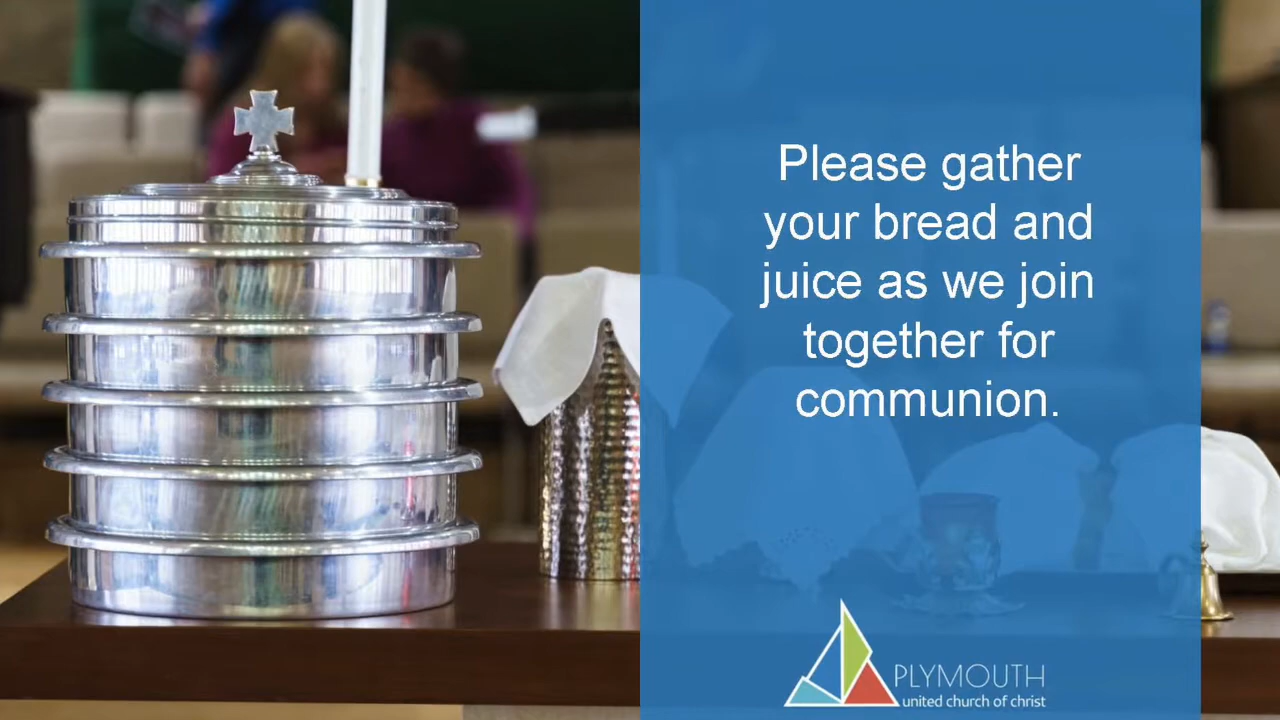 Please gather
your bread and
juice as we join
together for
communion.
PLYMOUTH
united church of christ